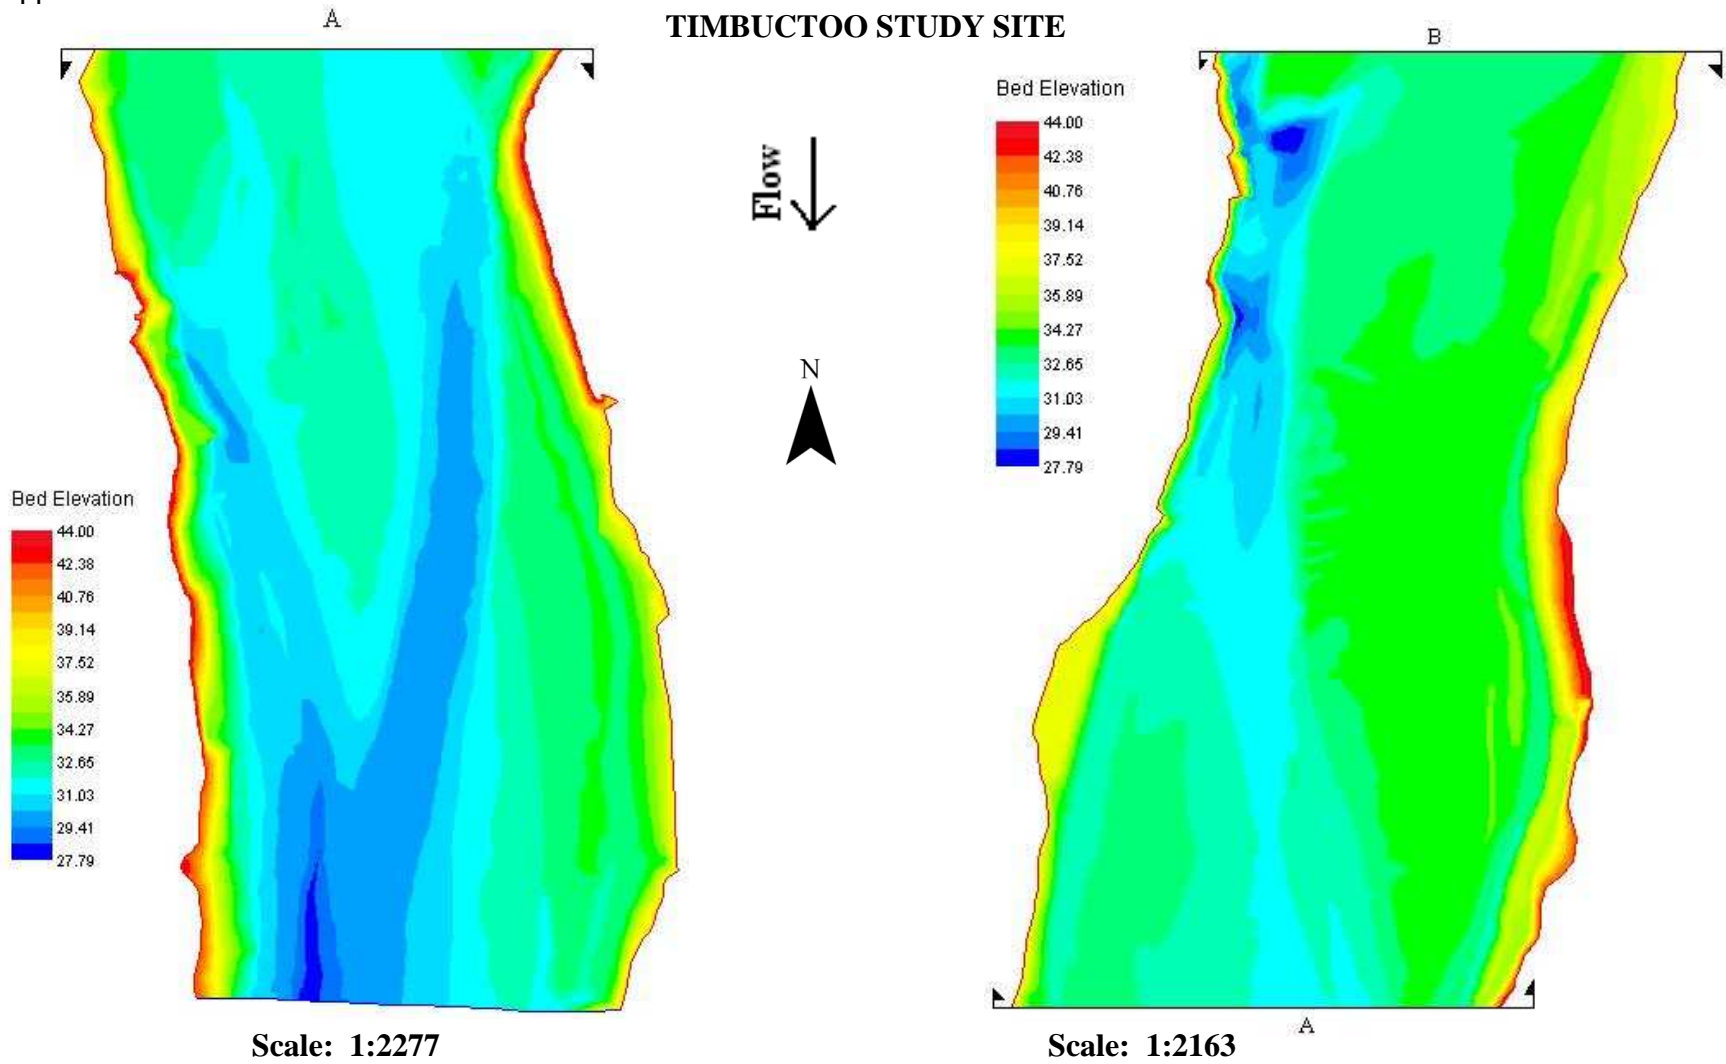 TIMBUCTOO STUDY SITE
A
B
Bed Elevation
44.00
42.38
40.76
39.14
37.52
35.89
34.27
32.65
31.03
29.41
27.79
Flow
N
Bed Elevation
44.00
42.38
40.76
39.14
37.52
35.89
34.27
32.65
31.03
29.41
27.79
A
Scale: 1:2277
Scale: 1:2163